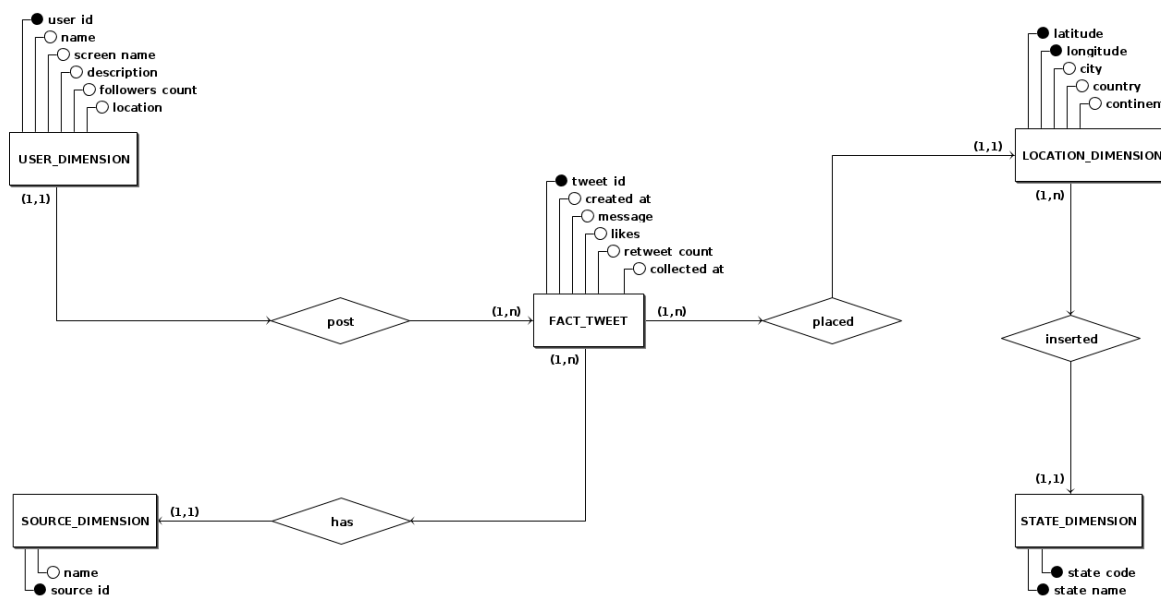 user id
name
screen name
description
followers count
location
USER_DIMENSION
(1,1)
latitude
longitude
city
country
continent
(1,1)
LOCATION_DIMENSION
(1,n)
tweet id
created at
message
likes
retweet count
collected at
post
(1,n)
FACT_TWEET
(1,n)
placed
(1,n)
inserted
(1,1)
SOURCE_DIMENSION
(1,1)
has
STATE_DIMENSION
name
source id
state code
state name